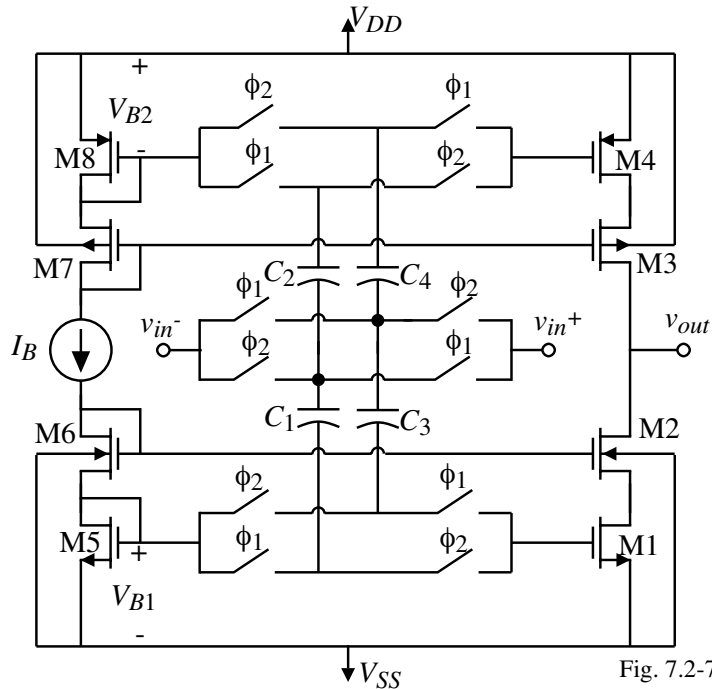 V_DD
+
V_B2
-
M8
ϕ2
ϕ1
ϕ1
ϕ2
M4
M7
M3
C2
C4
I_B
v_in-
ϕ1
ϕ2
ϕ2
ϕ1
v_in+
v_out
M6
C1
C3
M2
M5
+
V_B1
-
ϕ2
ϕ1
ϕ1
ϕ2
M1
V_SS
Fig. 7.2-7